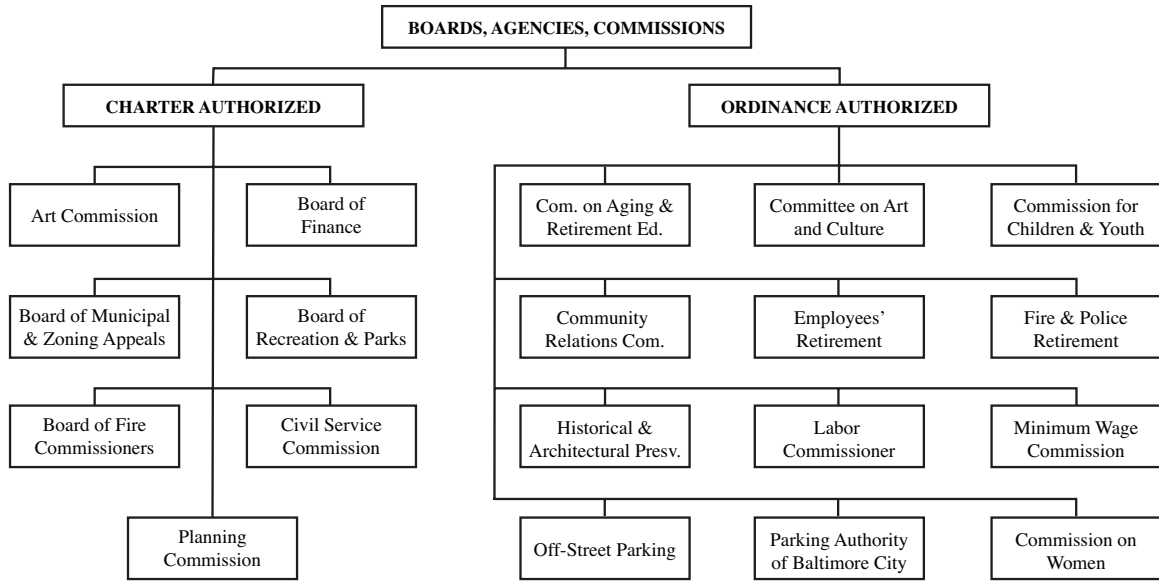 BOARDS, AGENCIES, COMMISSIONS
CHARTER AUTHORIZED
ORDINANCE AUTHORIZED
Art Commission
Board of
Finance
Board of Municipal
& Zoning Appeals
Board of
Recreation & Parks
Board of Fire
Commissioners
Civil Service
Commission
Planning
Commission
Com. on Aging &
Retirement Ed.
Committee on Art
and Culture
Commission for
Children & Youth
Community
Relations Com.
Employees’
Retirement
Fire & Police
Retirement
Historical &
Architectural Presv.
Labor
Commissioner
Minimum Wage
Commission
Off-Street Parking
Parking Authority
of Baltimore City
Commission on
Women